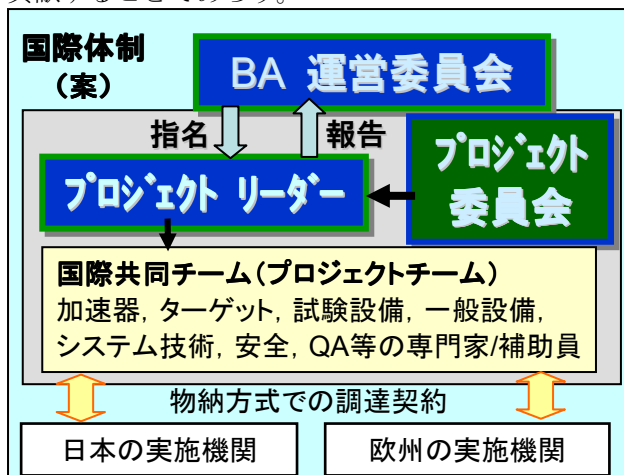 国際体制
(案)
BA 運営委員会
指名
報告
プロジェクト
委員会
プロジェクト リーダー
国際共同チーム(プロジェクトチーム)
加速器, ターゲット, 試験設備, 一般設備,
システム技術, 安全, QA等の専門家/補助員
物納方式での調達契約
日本の実施機関
欧州の実施機関